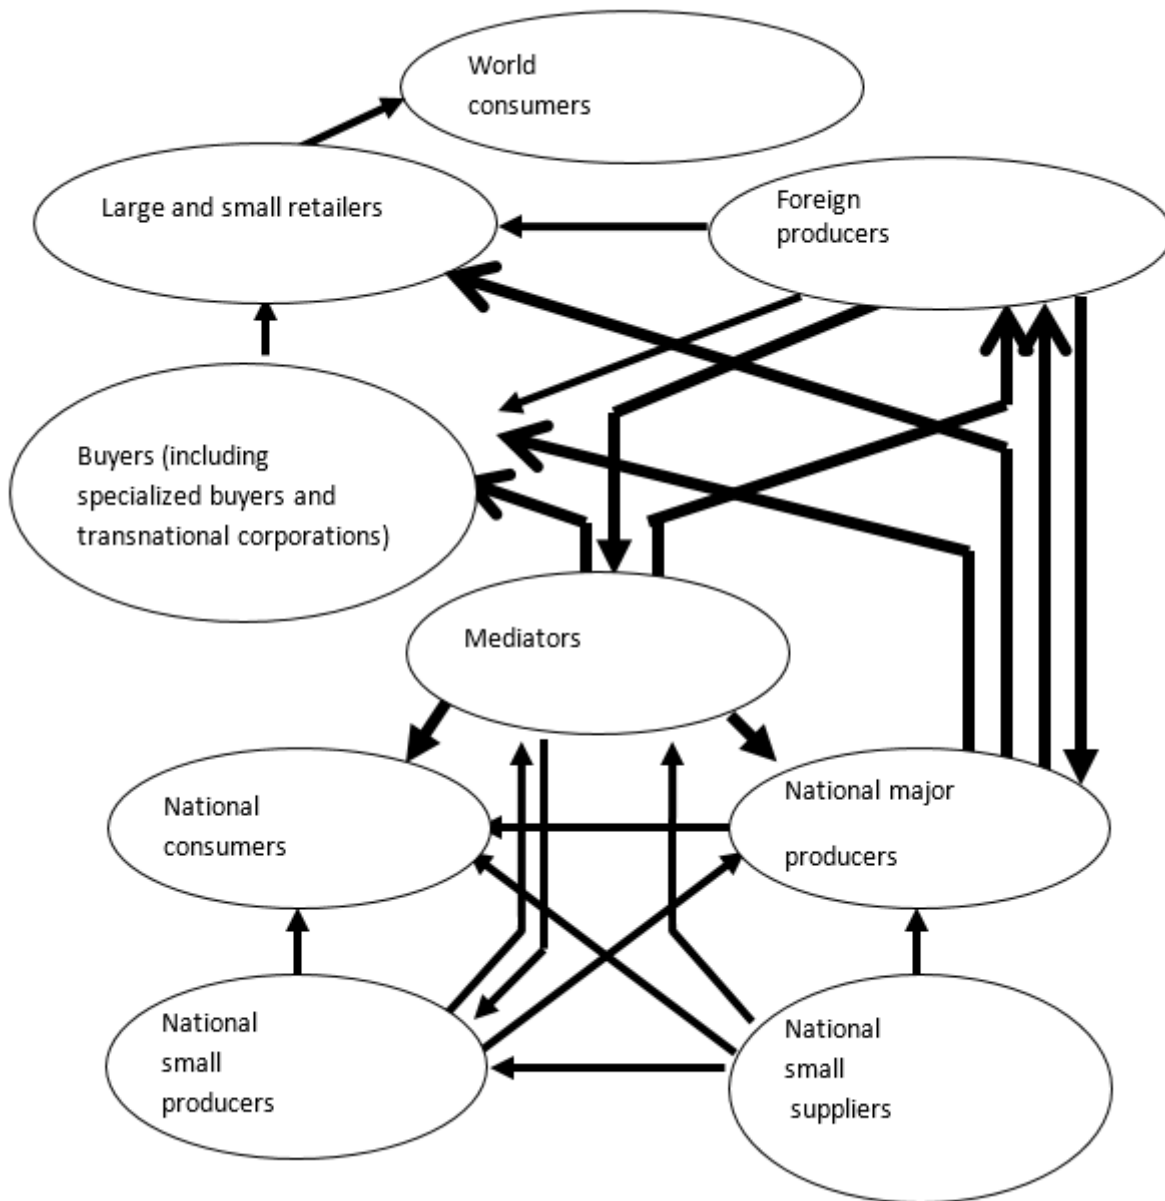 World
consumers
Large and small retailers
Foreign
producers
Buyers (including
specialized buyers and
transnational corporations)
Mediators
National
consumers
National major
producers
National
small
producers
National
small
suppliers